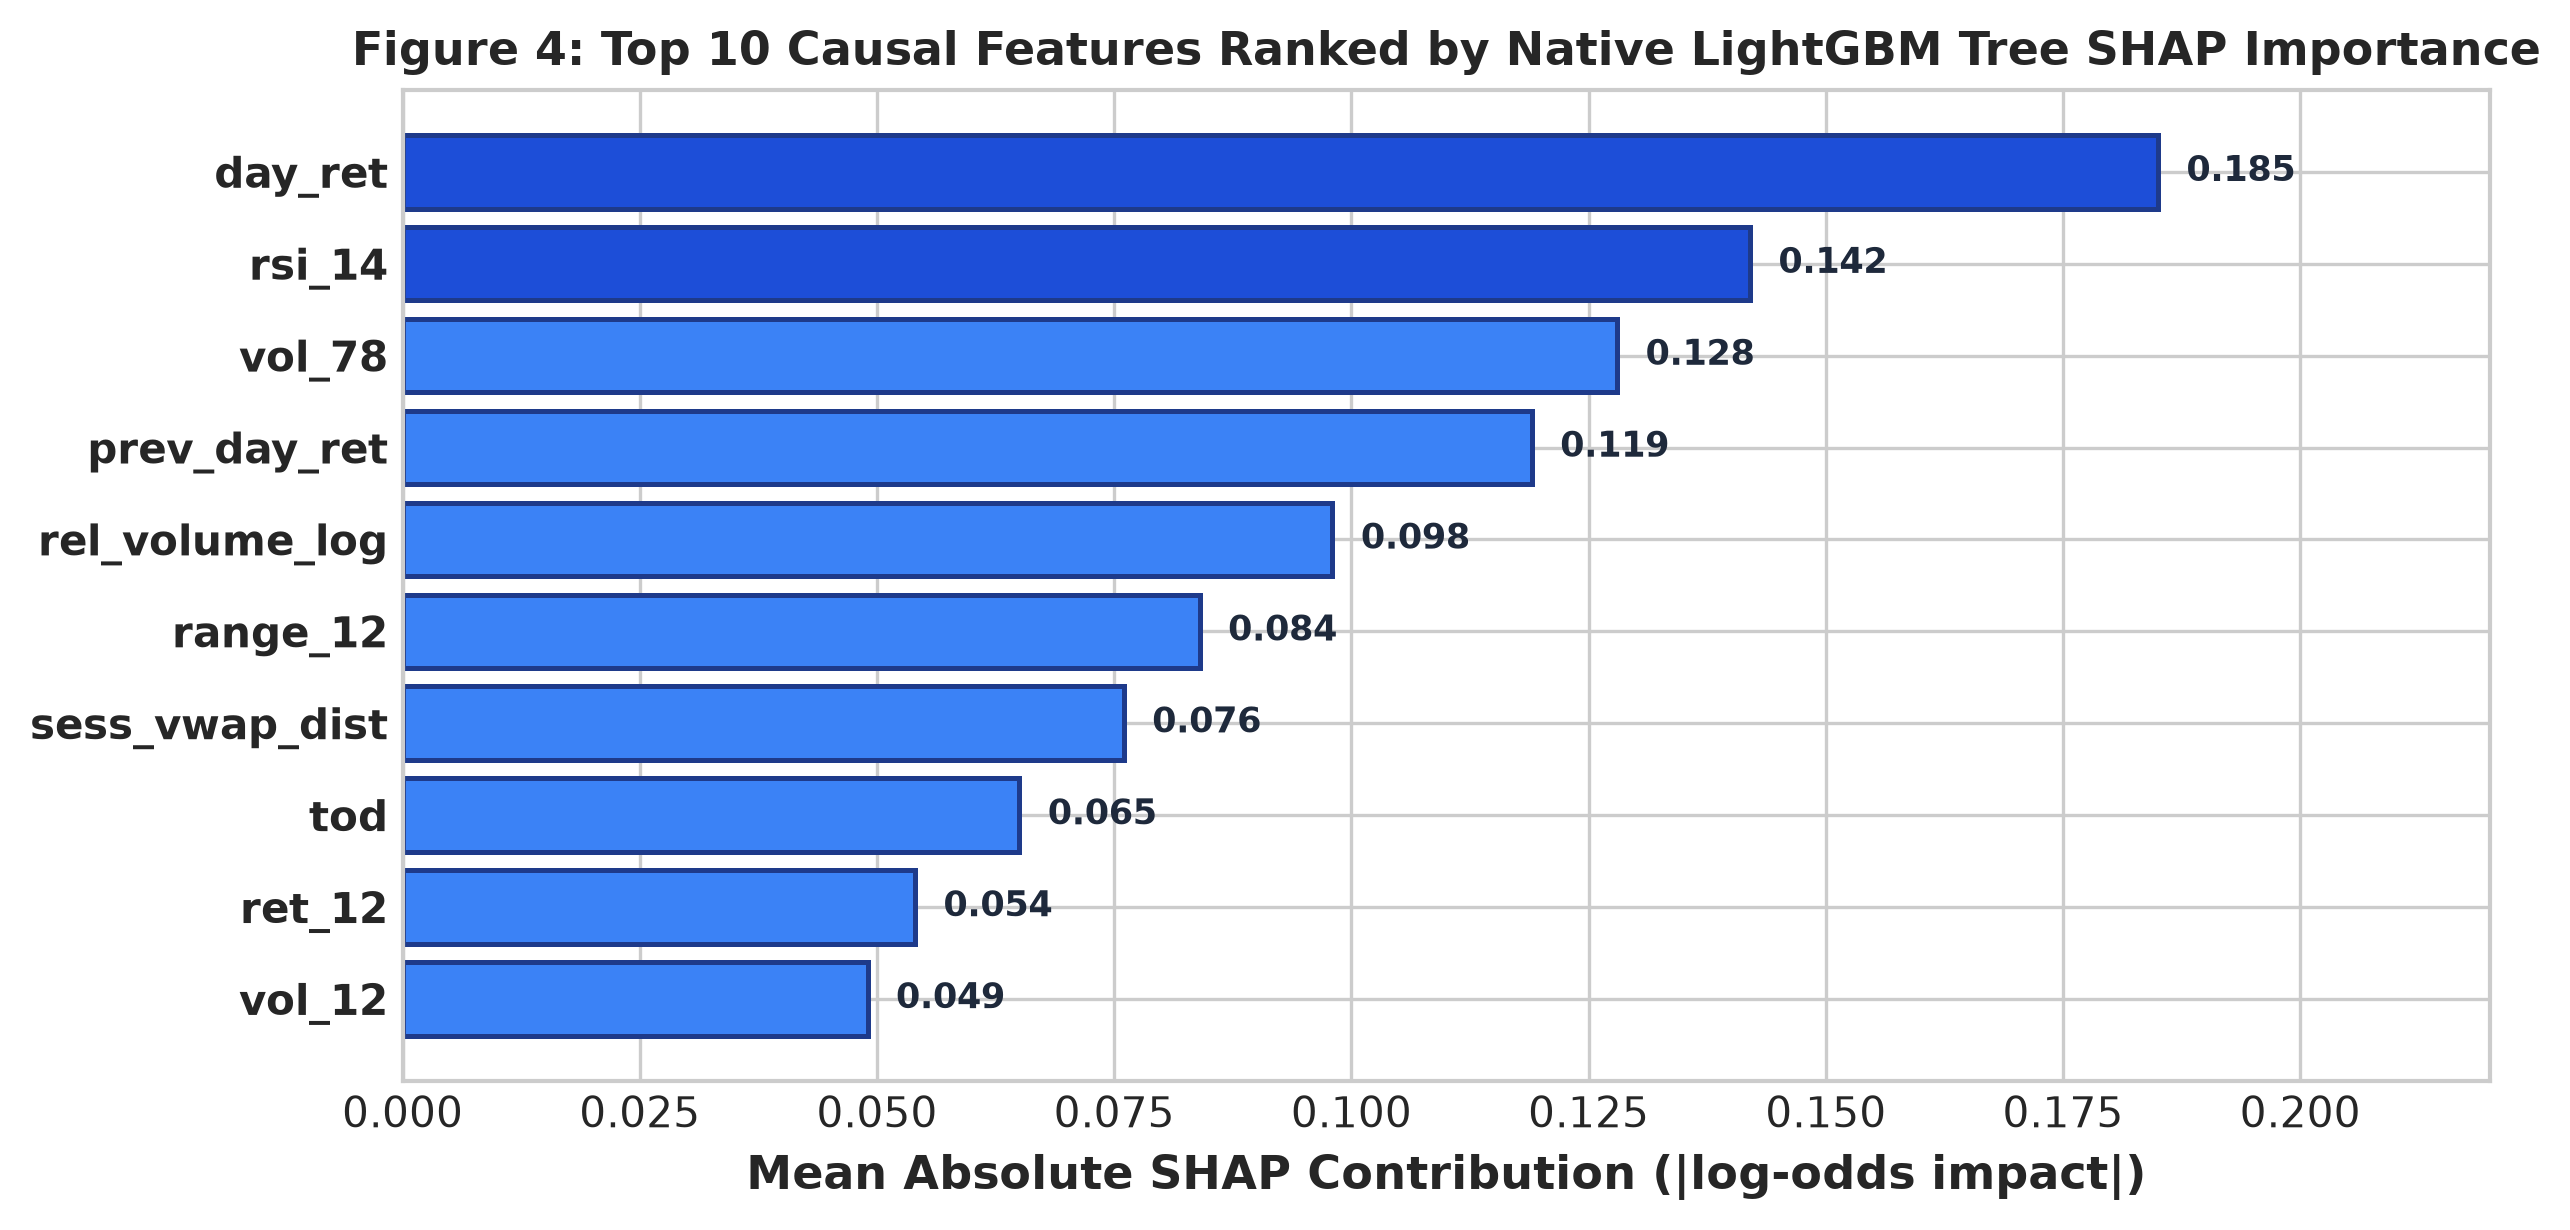 Figure 4: Top 10 Causal Features Ranked by Native LightGBM Tree SHAP Importance
day_ret 0.185
rsi_14 0.142
vol_78 0.128
prev_day_ret 0.119
rel_volume_log 0.098
range_12 0.084
sess_vwap_dist 0.076
tod 0.065
ret_12 0.054
vol_12 0.049
0.000 0.025 0.050 0.075 0.100 0.125 0.150 0.175 0.200
Mean Absolute SHAP Contribution (|log-odds impact|)